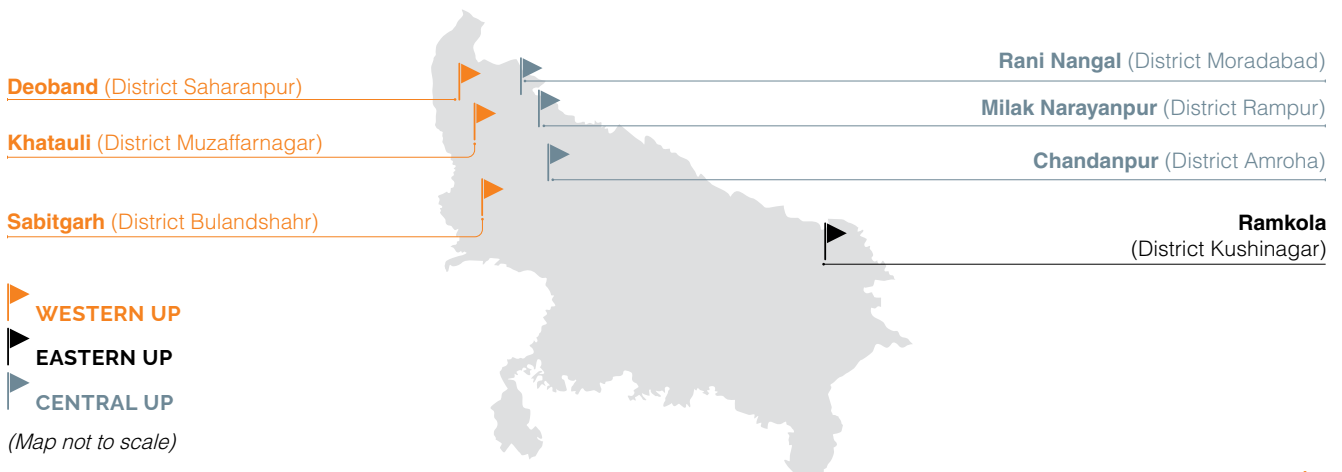 Deoband (District Saharanpur)
Khatauli (District Muzaffarnagar)
Sabitgarh (District Bulandshahr)
Rani Nangal (District Moradabad)
Milak Narayanpur (District Rampur)
Chandanpur (District Amroha)
Ramkola
(District Kushinagar)
WESTERN UP
EASTERN UP
CENTRAL UP
(Map not to scale)